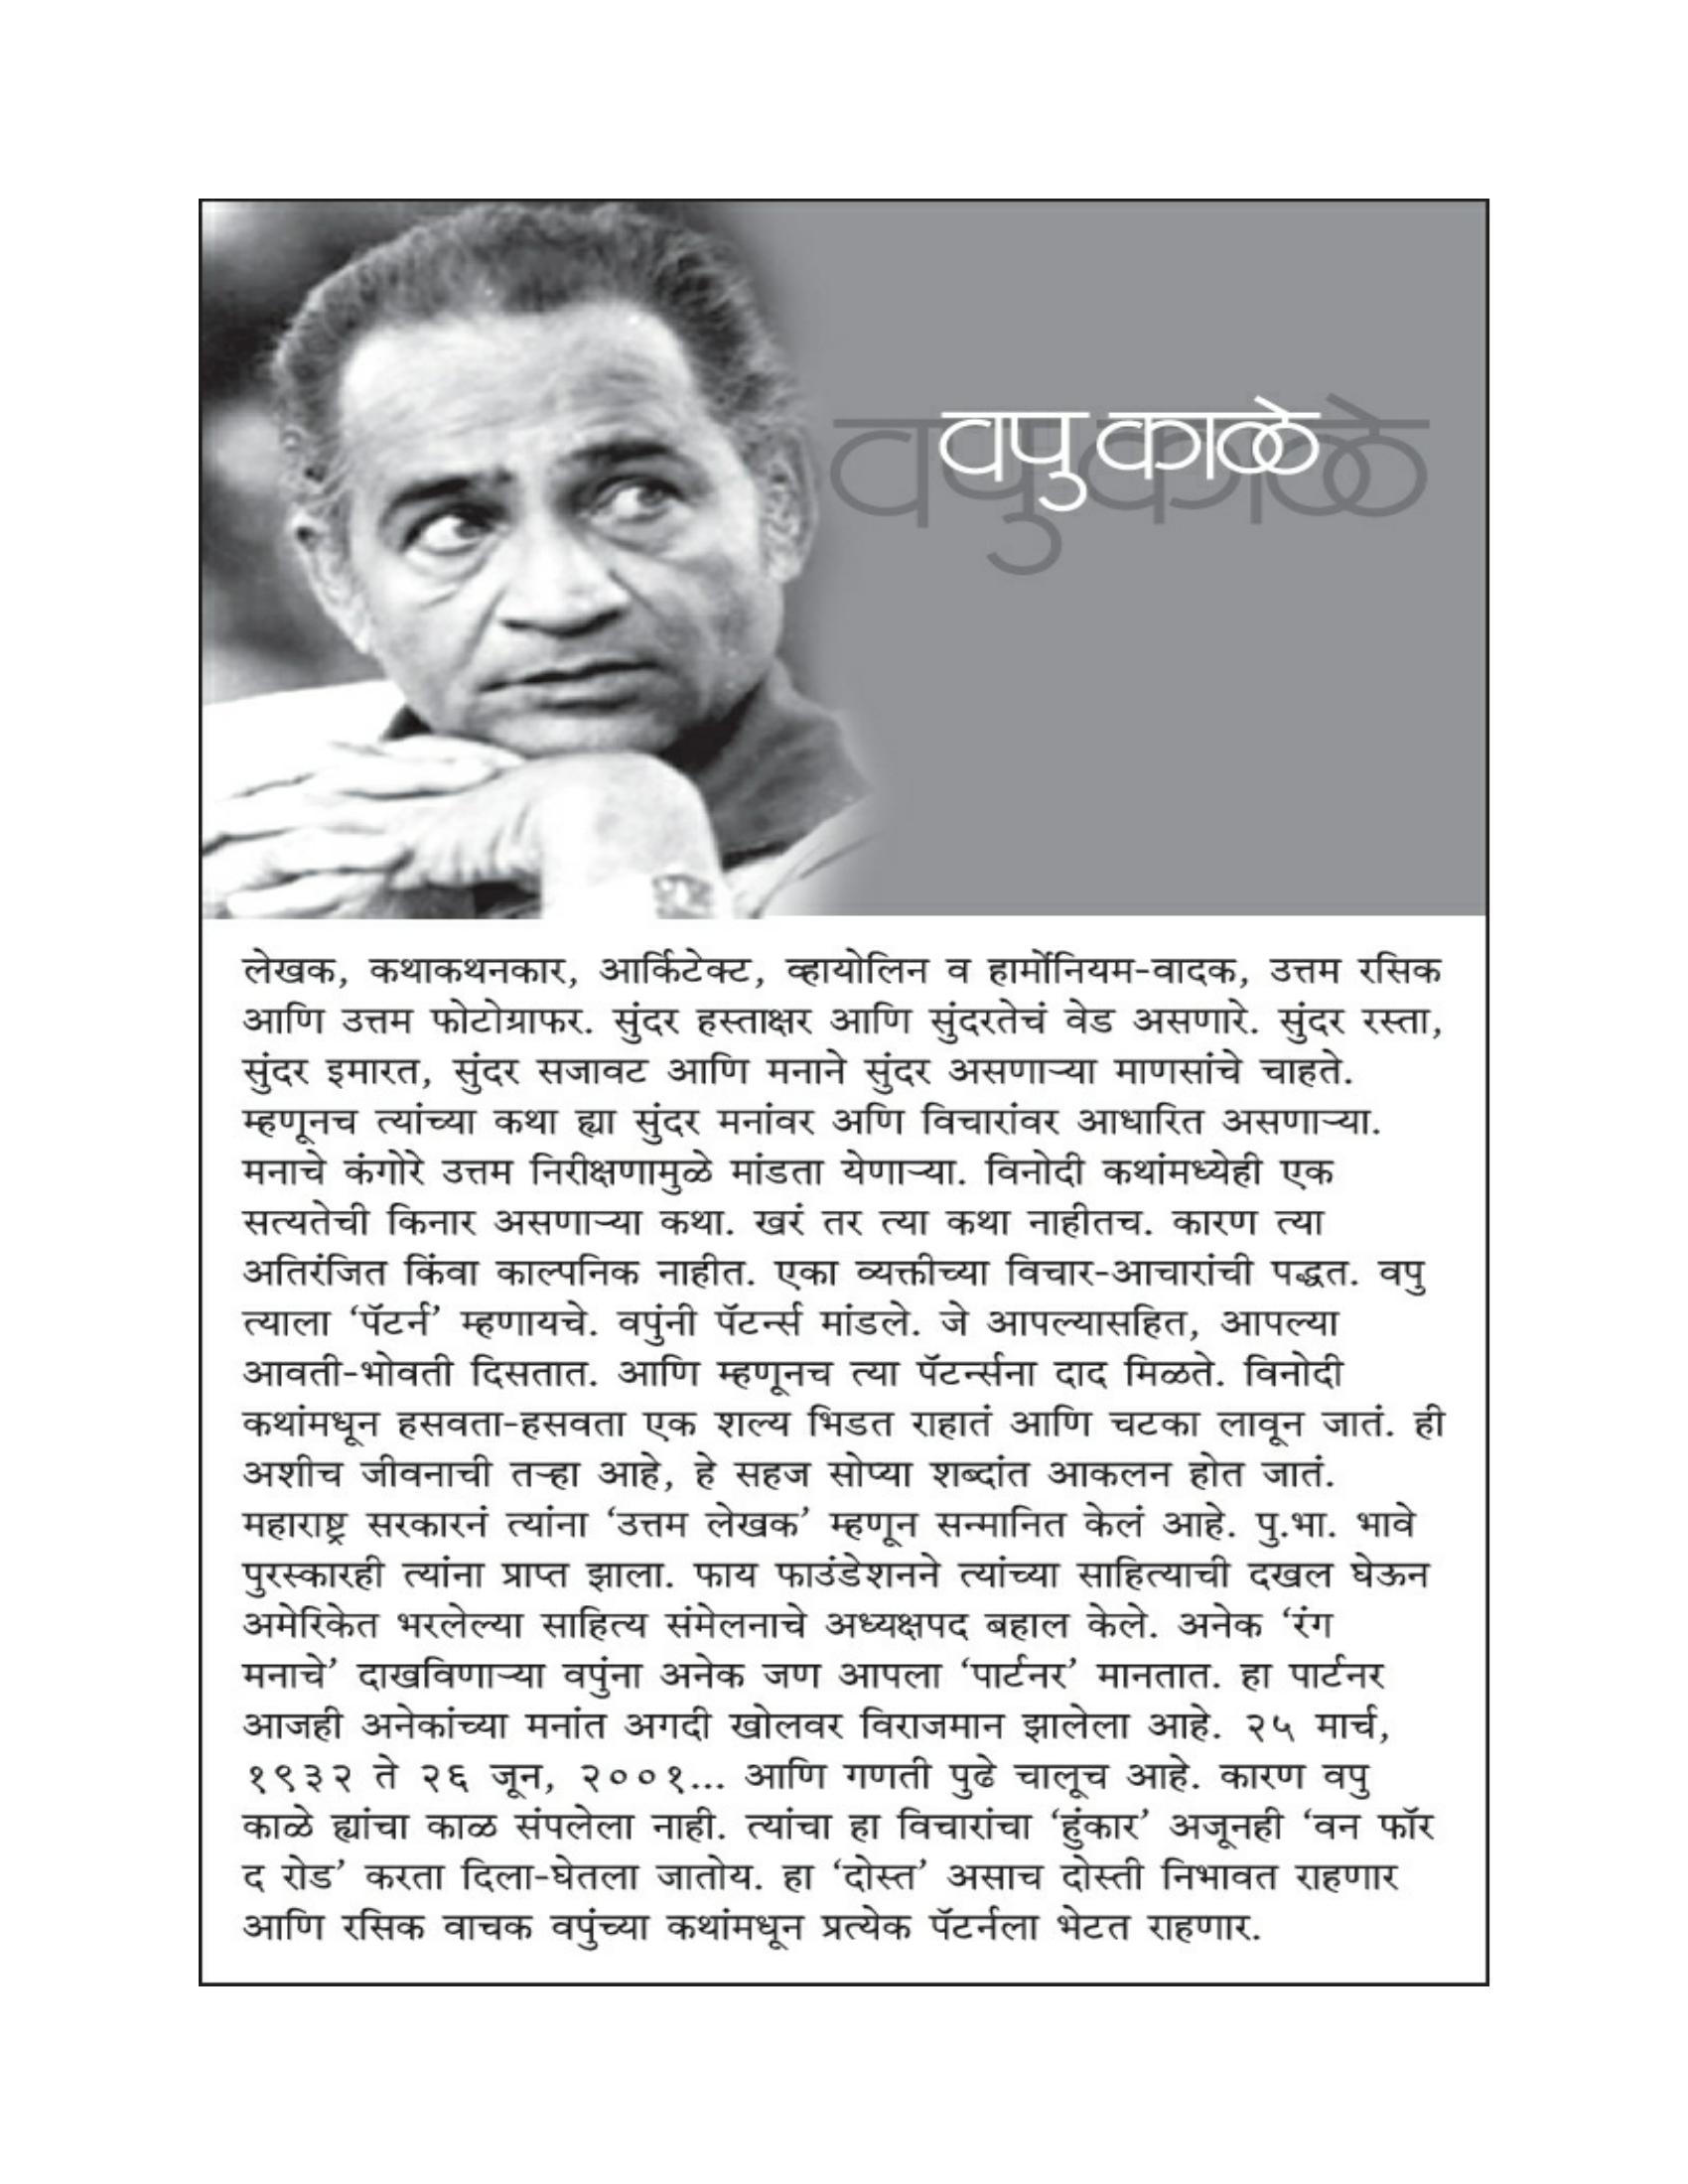 वपु काळे
लेखक, कथाकथनकार, आर्किटेक्ट, व्हायोलिन व हार्मोनियम-वादक, उत्तम रसिक
आणि उत्तम फोटोग्राफर. सुंदर हस्ताक्षर आणि सुंदरतेचं वेड असणारे. सुंदर रस्ता,
सुंदर इमारत, सुंदर सजावट आणि मनाने सुंदर असणाऱ्या माणसांचे चाहते.
म्हणूनच त्यांच्या कथा ह्या सुंदर मनांवर अणि विचारांवर आधारित असणाऱ्या.
मनाचे कंगोरे उत्तम निरीक्षणामुळे मांडता येणाऱ्या. विनोदी कथांमध्येही एक
सत्यतेची किनार असणाऱ्या कथा. खरं तर त्या कथा नाहीतच. कारण त्या
अतिरंजित किंवा काल्पनिक नाहीत. एका व्यक्तीच्या विचार-आचारांची पद्धत. वपु
त्याला ‘पॅटर्न’ म्हणायचे. वपुंनी पॅटर्न्स मांडले. जे आपल्यासहित, आपल्या
आवती-भोवती दिसतात. आणि म्हणूनच त्या पॅटर्न्सना दाद मिळते. विनोदी
कथांमधून हसवता-हसवता एक शल्य भिडत राहातं आणि चटका लावून जातं. ही
अशीच जीवनाची तऱ्हा आहे, हे सहज सोप्या शब्दांत आकलन होत जातं.
महाराष्ट्र सरकारनं त्यांना ‘उत्तम लेखक’ म्हणून सन्मानित केलं आहे. पु.भा. भावे
पुरस्कारही त्यांना प्राप्त झाला. फाय फाउंडेशनने त्यांच्या साहित्याची दखल घेऊन
अमेरिकेत भरलेल्या साहित्य संमेलनाचे अध्यक्षपद बहाल केले. अनेक ‘रंग
मनाचे’ दाखविणाऱ्या वपुंना अनेक जण आपला ‘पार्टनर’ मानतात. हा पार्टनर
आजही अनेकांच्या मनांत अगदी खोलवर विराजमान झालेला आहे. २५ मार्च,
१९३२ ते २६ जून, २००१... आणि गणती पुढे चालूच आहे. कारण वपु
काळे ह्यांचा काळ संपलेला नाही. त्यांचा हा विचारांचा ‘हुंकार’ अजूनही ‘वन फॉर
द रोड’ करता दिला-घेतला जातोय. हा ‘दोस्त’ असाच दोस्ती निभावत राहणार
आणि रसिक वाचक वपुंच्या कथांमधून प्रत्येक पॅटर्नला भेटत राहणार.